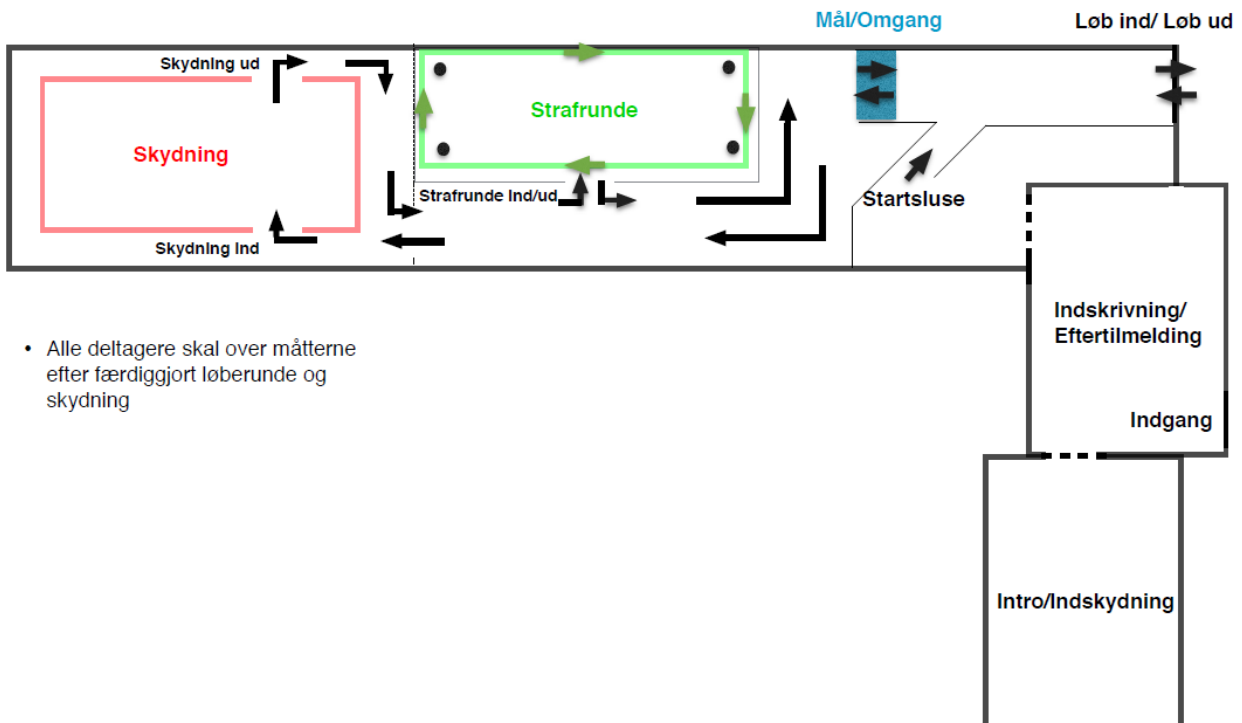 Mål/Omgang
Løb ind/ Løb ud
Skydning ud
Strafrunde
Skydning
Strafrunde Ind/ud
Startsluse
Skydning Ind
Indskrivning/
Eftertilmelding
• Alle deltagere skal over måtterne
efter færdiggjort løberunde og
skydning
Indgang
Intro/Indskydning